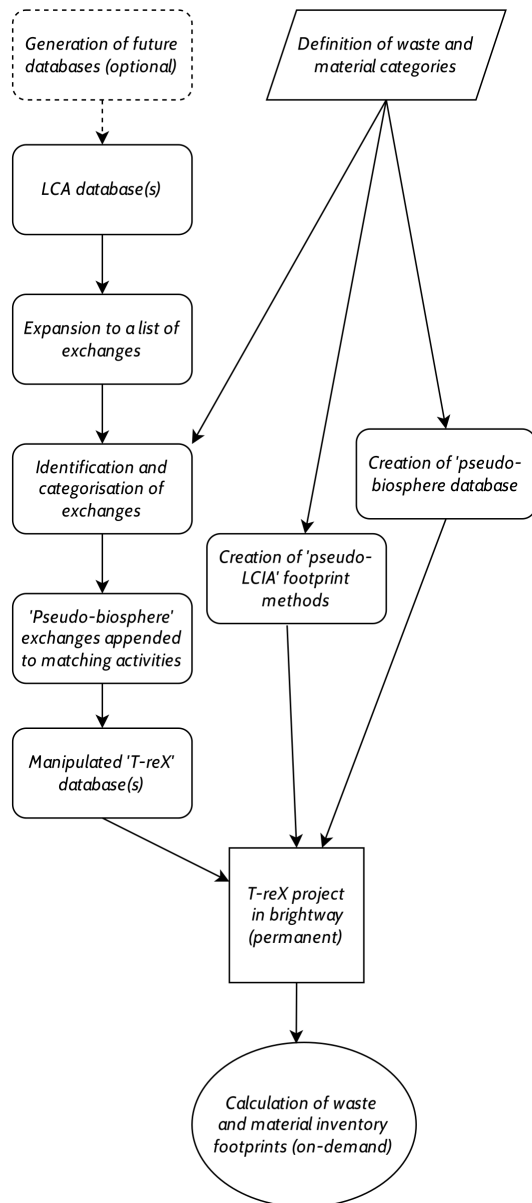 Generation of future
databases (optional)
Definition of waste and
material categories
LCA database(s)
Expansion to a list of
exchanges
Identification and
categorisation of
exchanges
Creation of 'pseudo-
biosphere database
Creation of 'pseudo-
LCIA' footprint
methods
'Pseudo-biosphere'
exchanges appended
to matching activities
Manipulated 'T-reX'
database(s)
T-reX project
in brightway
(permanent)
Calculation of waste
and material inventory
footprints (on-demand)